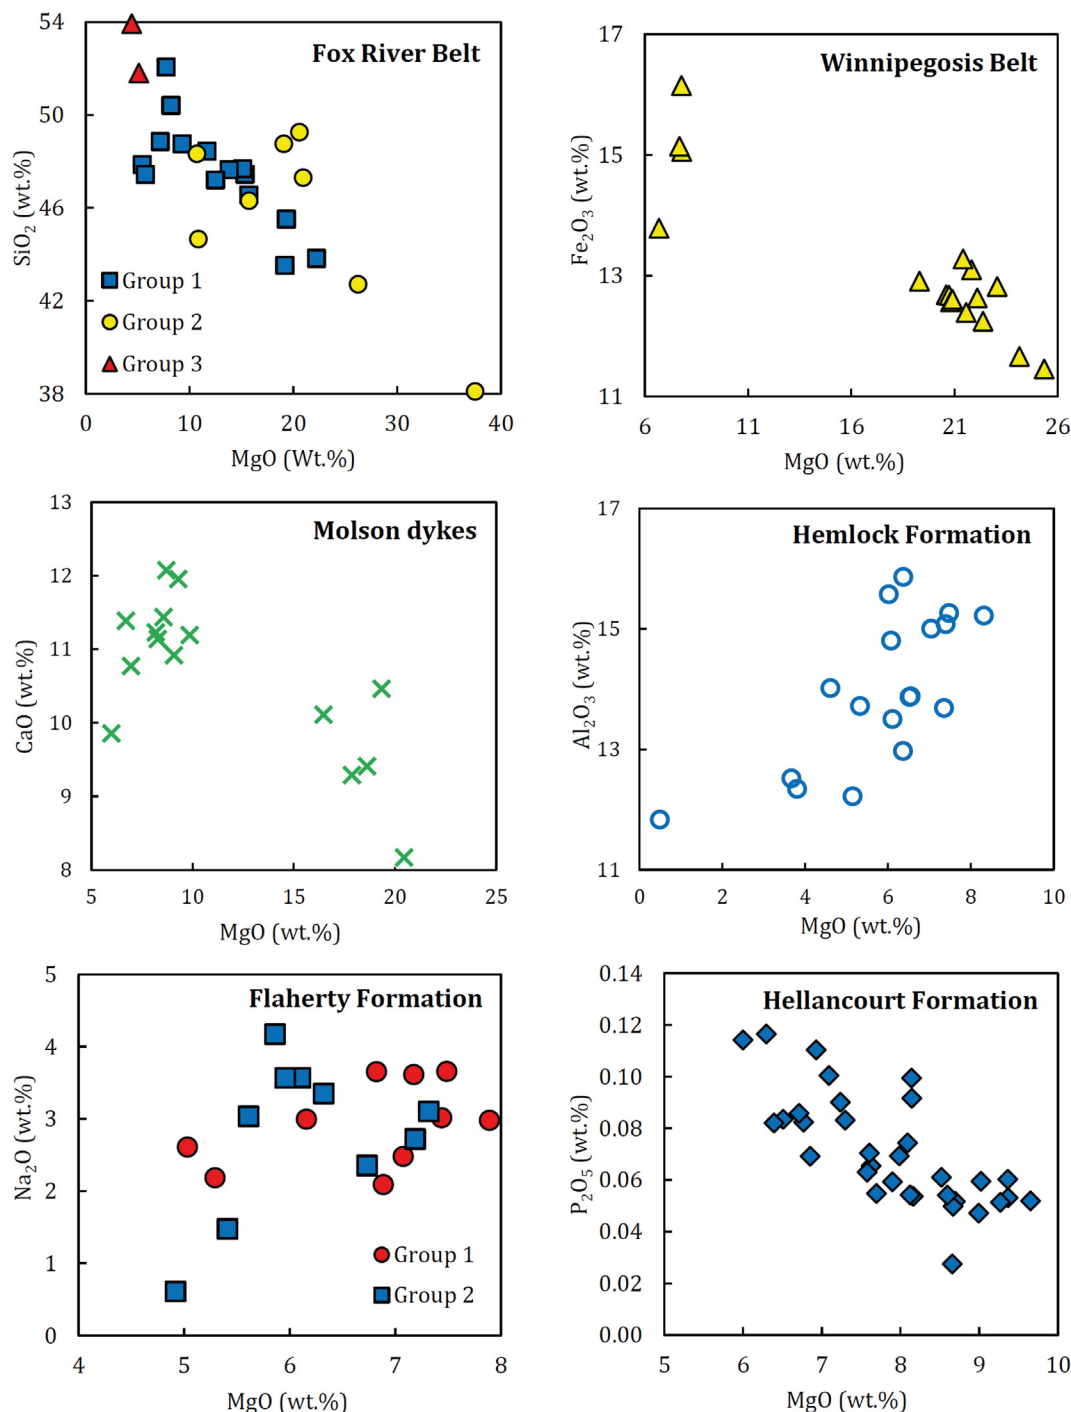 Fox River Belt
54
50
46
42
38
SiO₂ (wt.%)
Group 1
Group 2
Group 3
0 10 20 30 40
MgO (Wt.%)
Winnipegosis Belt
17
15
13
11
Fe₂O₃ (wt.%)
6 11 16 21 26
MgO (wt.%)
Molson dykes
13
12
11
10
9
8
CaO (wt.%)
5 10 15 20 25
MgO (wt.%)
Hemlock Formation
17
15
13
11
Al₂O₃ (wt.%)
0 2 4 6 8 10
MgO (wt.%)
Flaherty Formation
5
4
3
2
1
0
Na₂O (wt.%)
Group 1
Group 2
4 5 6 7 8
MgO (wt.%)
Hellancourt Formation
0.14
0.12
0.10
0.08
0.06
0.04
0.02
0.00
P₂O₅ (wt.%)
5 6 7 8 9 10
MgO (wt.%)